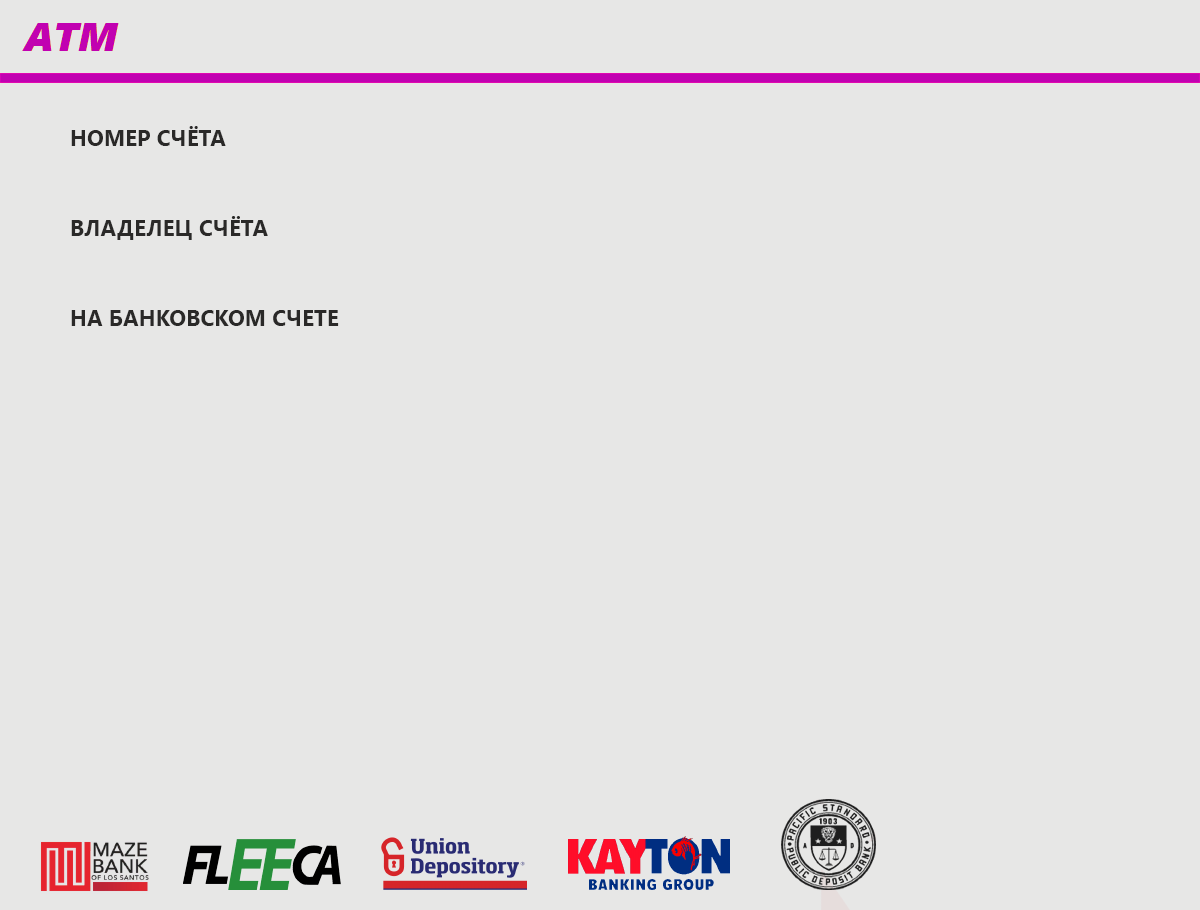 ATM
НОМЕР СЧЁТА
ВЛАДЕЛЕЦ СЧЁТА
НА БАНКОВСКОМ СЧЕТЕ
MAZE
BANK
OF LOS SANTOS
FLEECA
Union
Depository
KAYTON
BANKING GROUP
PACIFIC STANDARD
1903
A D
PUBLIC DEPOSIT BANK